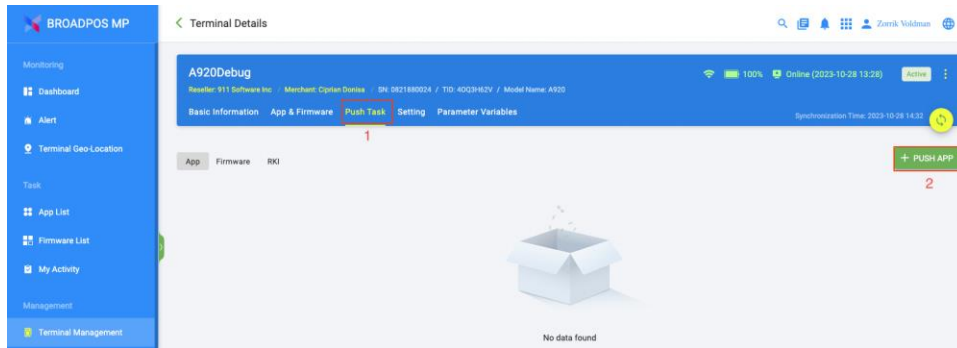 BROADPOS MP
Terminal Details
Zorrik Voldman
Monitoring
Dashboard
Alert
Terminal Geo-Location
Task
App List
Firmware List
My Activity
Management
Terminal Management
A920Debug
100% Online (2023-10-28 13:28) Active
Reseller: 911 Software Inc / Merchant: Ciprian Donisa / SN: 0821880024 / TID: 40Q3H62V / Model Name: A920
Basic Information App & Firmware Push Task Setting Parameter Variables
Synchronization Time: 2023-10-28 14:32
1
App Firmware RKI
+ PUSH APP
2
No data found